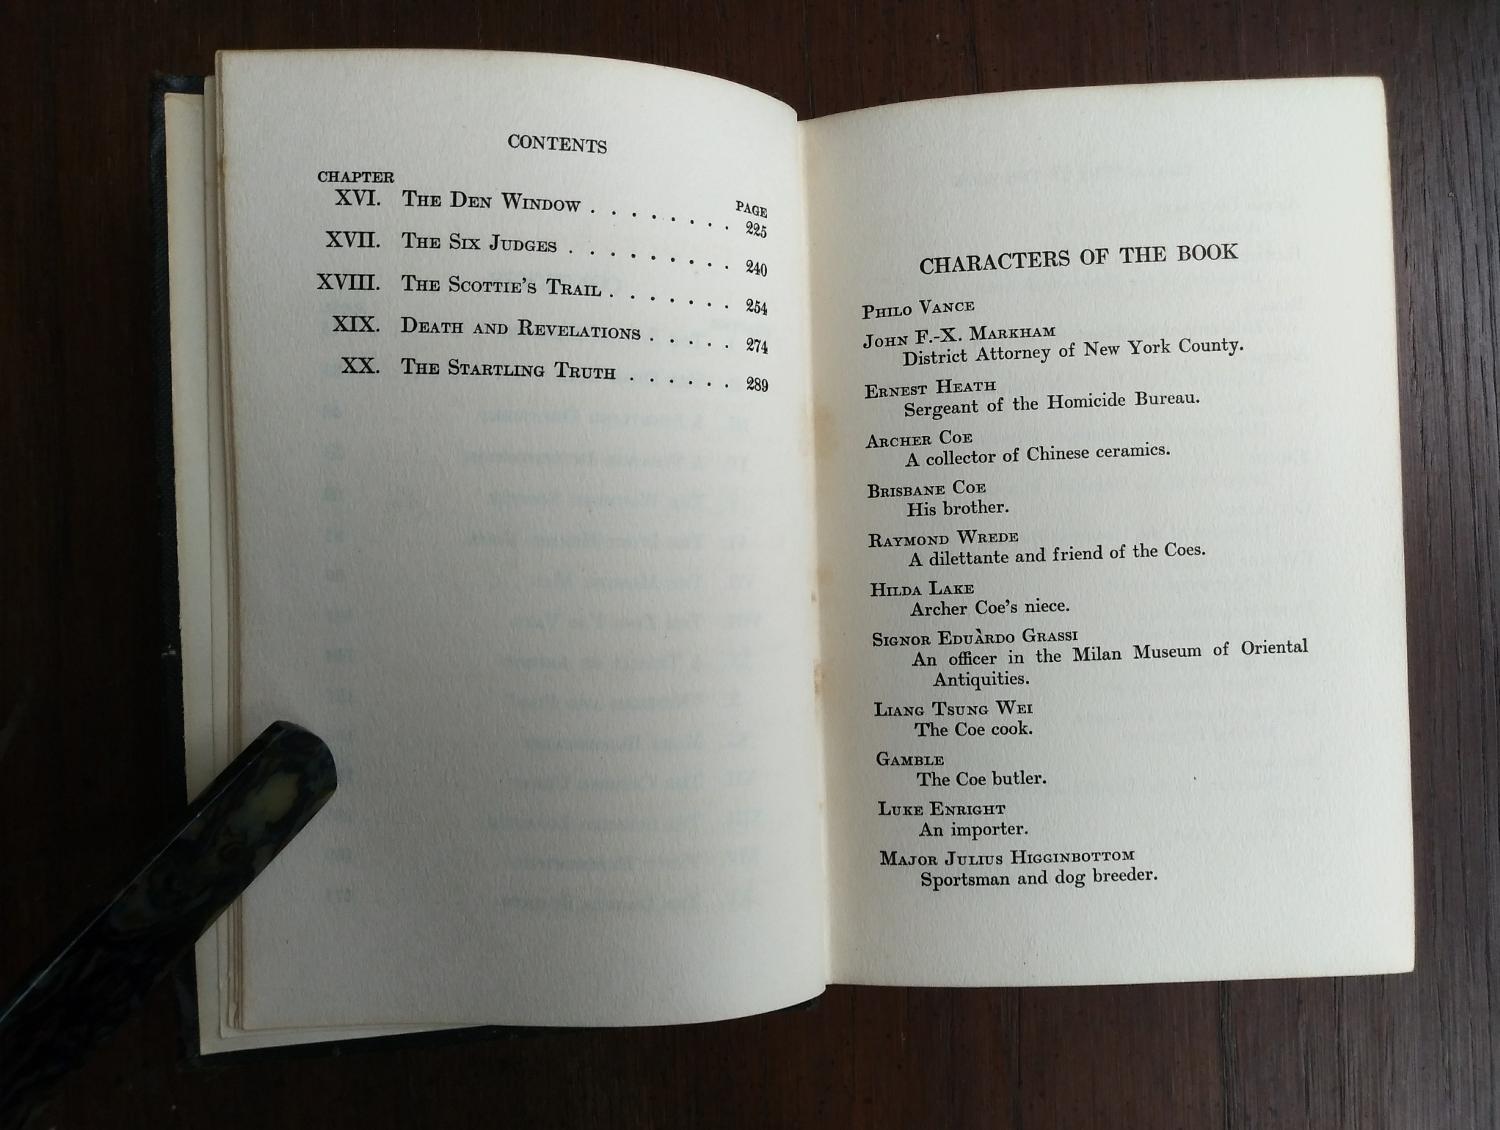 CONTENTS
CHAPTER
PAGE
XVI. The Den Window . . . . . . . . 225
XVII. The Six Judges . . . . . . . . . 240
XVIII. The Scottie's Trail . . . . . . . 254
XIX. Death and Revelations . . . . . 274
XX. The Startling Truth . . . . . . 289
CHARACTERS OF THE BOOK
Philo Vance
John F.-X. Markham
District Attorney of New York County.
Ernest Heath
Sergeant of the Homicide Bureau.
Archer Coe
A collector of Chinese ceramics.
Brisbane Coe
His brother.
Raymond Wrede
A dilettante and friend of the Coes.
Hilda Lake
Archer Coe's niece.
Signor Eduàrdo Grassi
An officer in the Milan Museum of Oriental
Antiquities.
Liang Tsung Wei
The Coe cook.
Gamble
The Coe butler.
Luke Enright
An importer.
Major Julius Higginbottom
Sportsman and dog breeder.